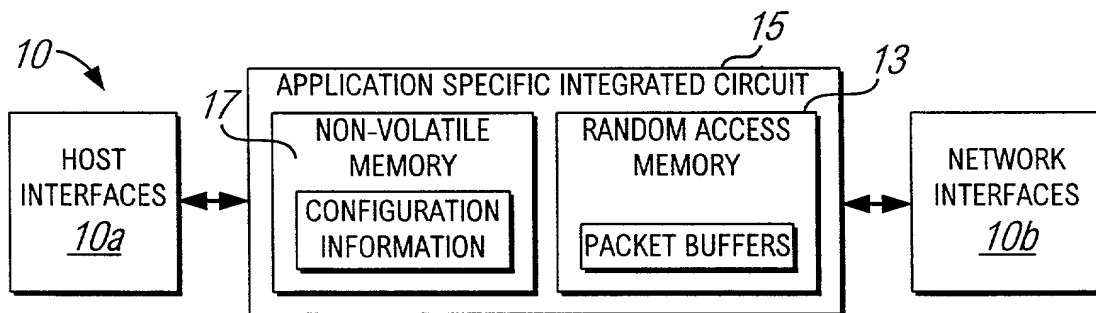 10
15
13
APPLICATION SPECIFIC INTEGRATED CIRCUIT
17
HOST
INTERFACES
10a
NON-VOLATILE
MEMORY
CONFIGURATION
INFORMATION
RANDOM ACCESS
MEMORY
PACKET BUFFERS
NETWORK
INTERFACES
10b